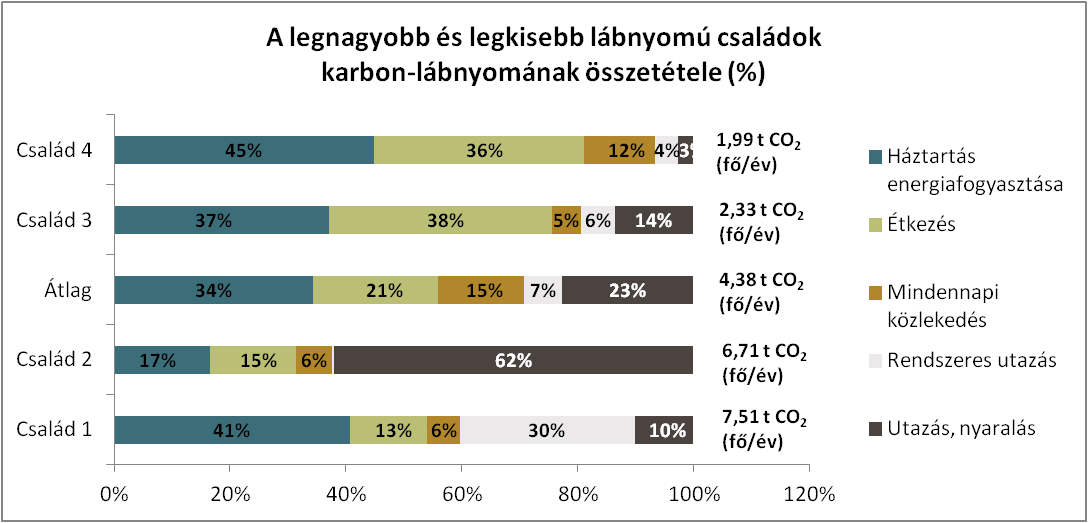 A legnagyobb és legkisebb lábnyomú családok
karbon-lábnyomának összetétele (%)
Család 4
45%
36%
12%
4%
3%
1,99 t CO₂
(fő/év)
Család 3
37%
38%
5%
6%
14%
2,33 t CO₂
(fő/év)
Átlag
34%
21%
15%
7%
23%
4,38 t CO₂
(fő/év)
Család 2
17%
15%
6%
62%
6,71 t CO₂
(fő/év)
Család 1
41%
13%
6%
30%
10%
7,51 t CO₂
(fő/év)
0%
20%
40%
60%
80%
100%
120%
Háztartás
energiafogyasztása
Étkezés
Mindennapi
közlekedés
Rendszeres utazás
Utazás, nyaralás